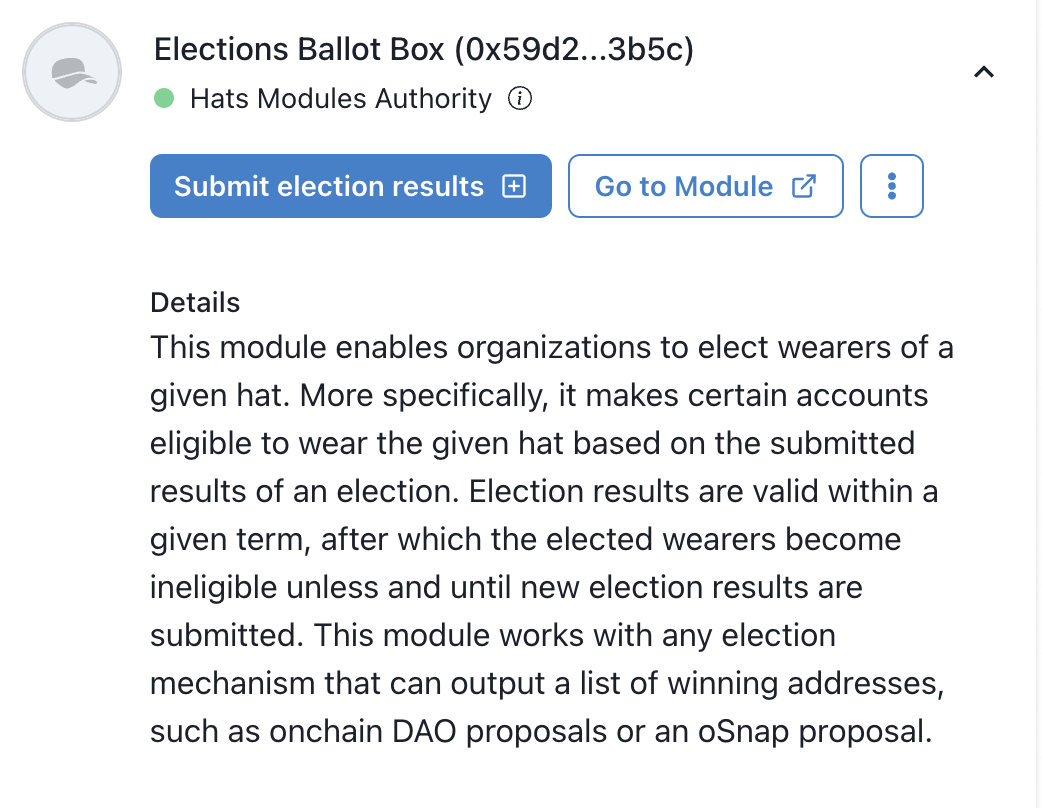 Elections Ballot Box (0x59d2...3b5c)
Hats Modules Authority
Submit election results
Go to Module
Details
This module enables organizations to elect wearers of a
given hat. More specifically, it makes certain accounts
eligible to wear the given hat based on the submitted
results of an election. Election results are valid within a
given term, after which the elected wearers become
ineligible unless and until new election results are
submitted. This module works with any election
mechanism that can output a list of winning addresses,
such as onchain DAO proposals or an oSnap proposal.